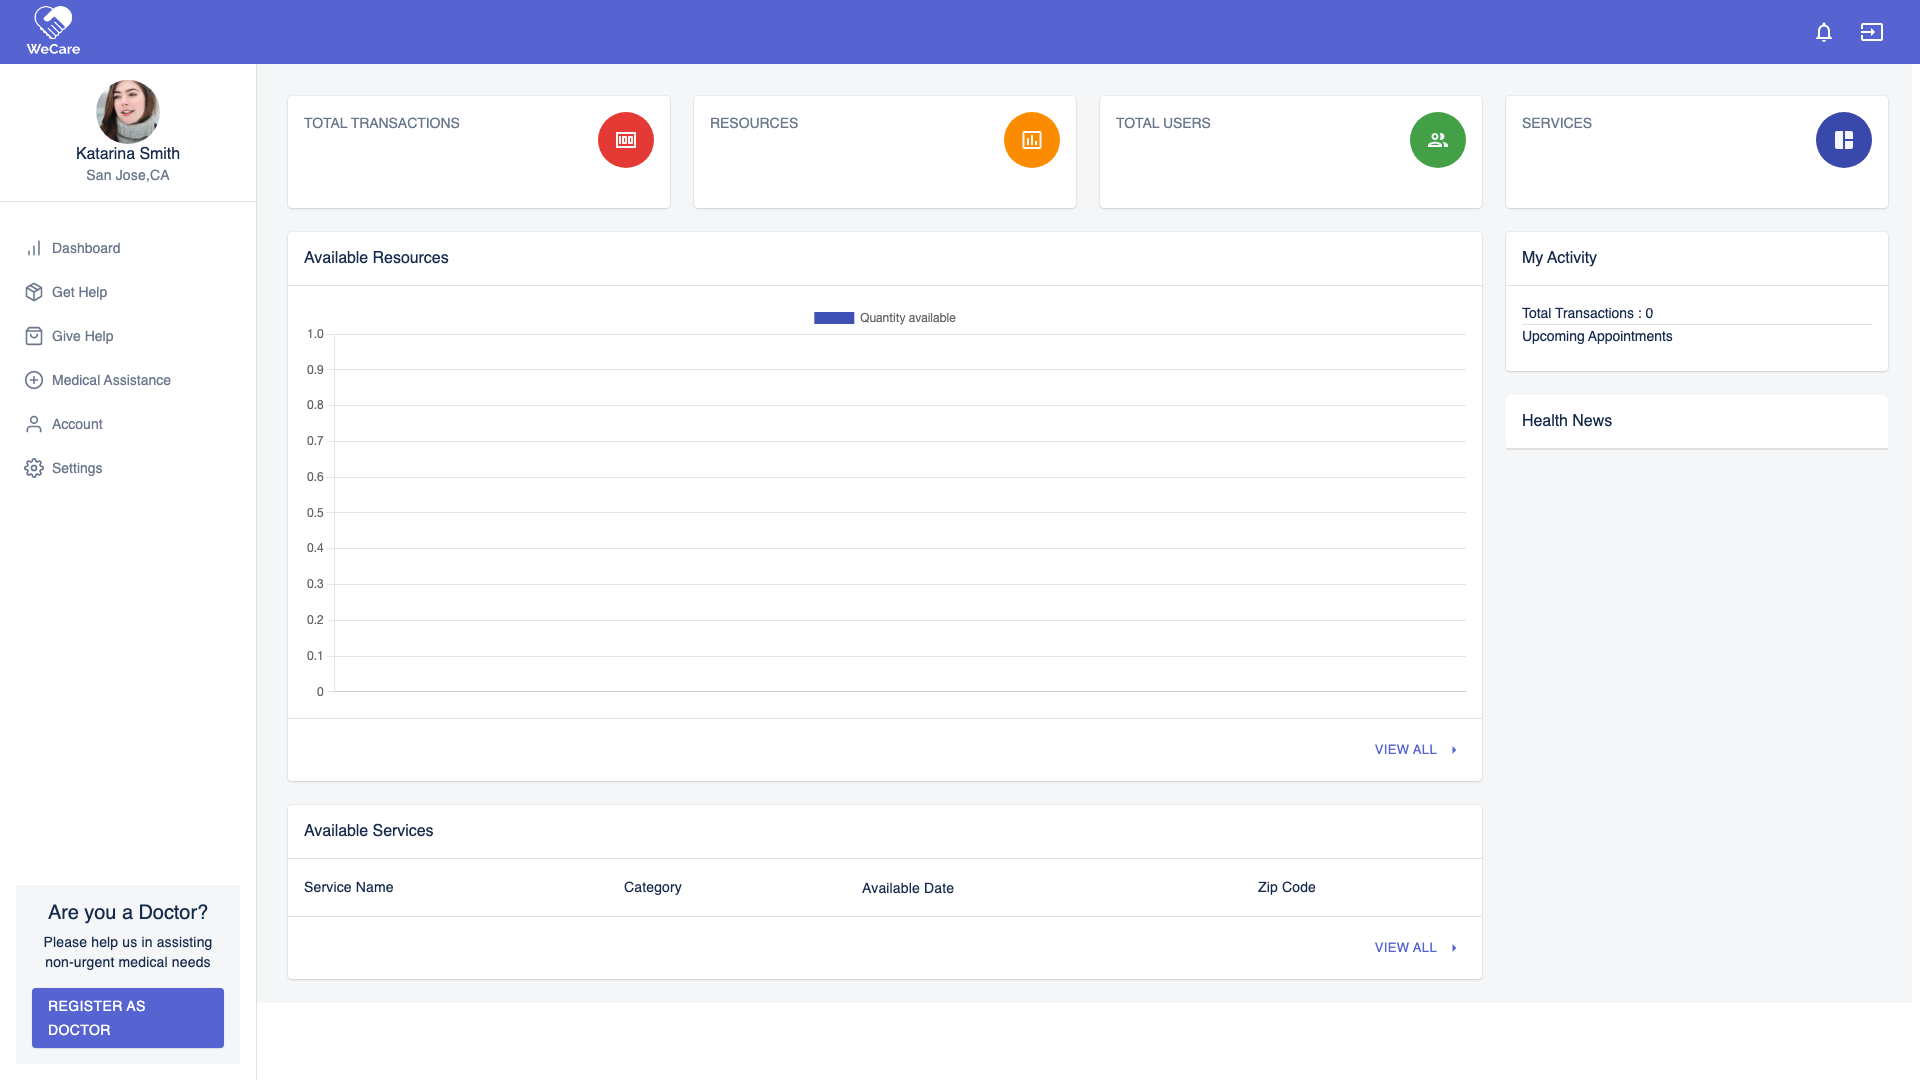 WeCare
Katarina Smith
San Jose,CA
Dashboard
Get Help
Give Help
Medical Assistance
Account
Settings
Are you a Doctor?
Please help us in assisting
non-urgent medical needs
REGISTER AS
DOCTOR
TOTAL TRANSACTIONS
100
RESOURCES
TOTAL USERS
SERVICES
Available Resources
Quantity available
1.0
0.9
0.8
0.7
0.6
0.5
0.4
0.3
0.2
0.1
0
VIEW ALL
Available Services
Service Name Category Available Date Zip Code
VIEW ALL
My Activity
Total Transactions : 0
Upcoming Appointments
Health News